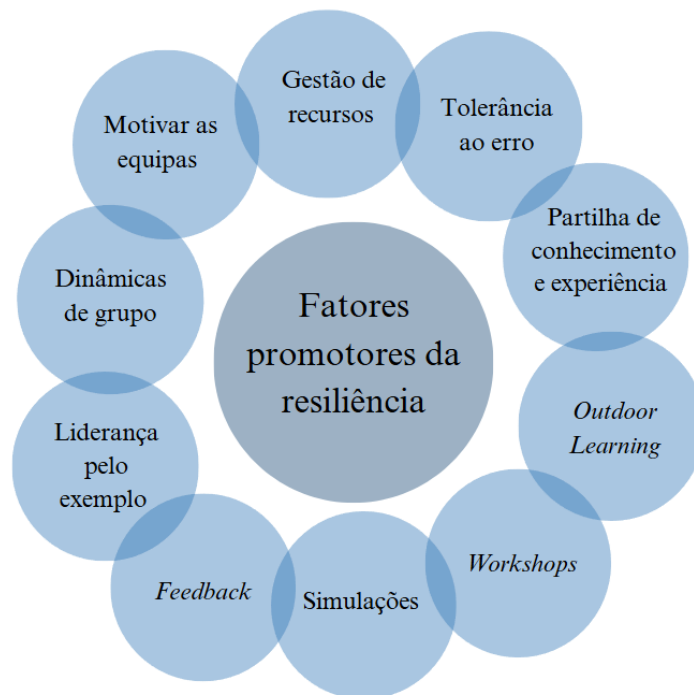 Gestão de
recursos
Tolerância
ao erro
Partilha de
conhecimento
e experiência
Outdoor
Learning
Workshops
Simulações
Feedback
Liderança
pelo
exemplo
Dinâmicas
de grupo
Motivar as
equipas
Fatores
promotores da
resiliência